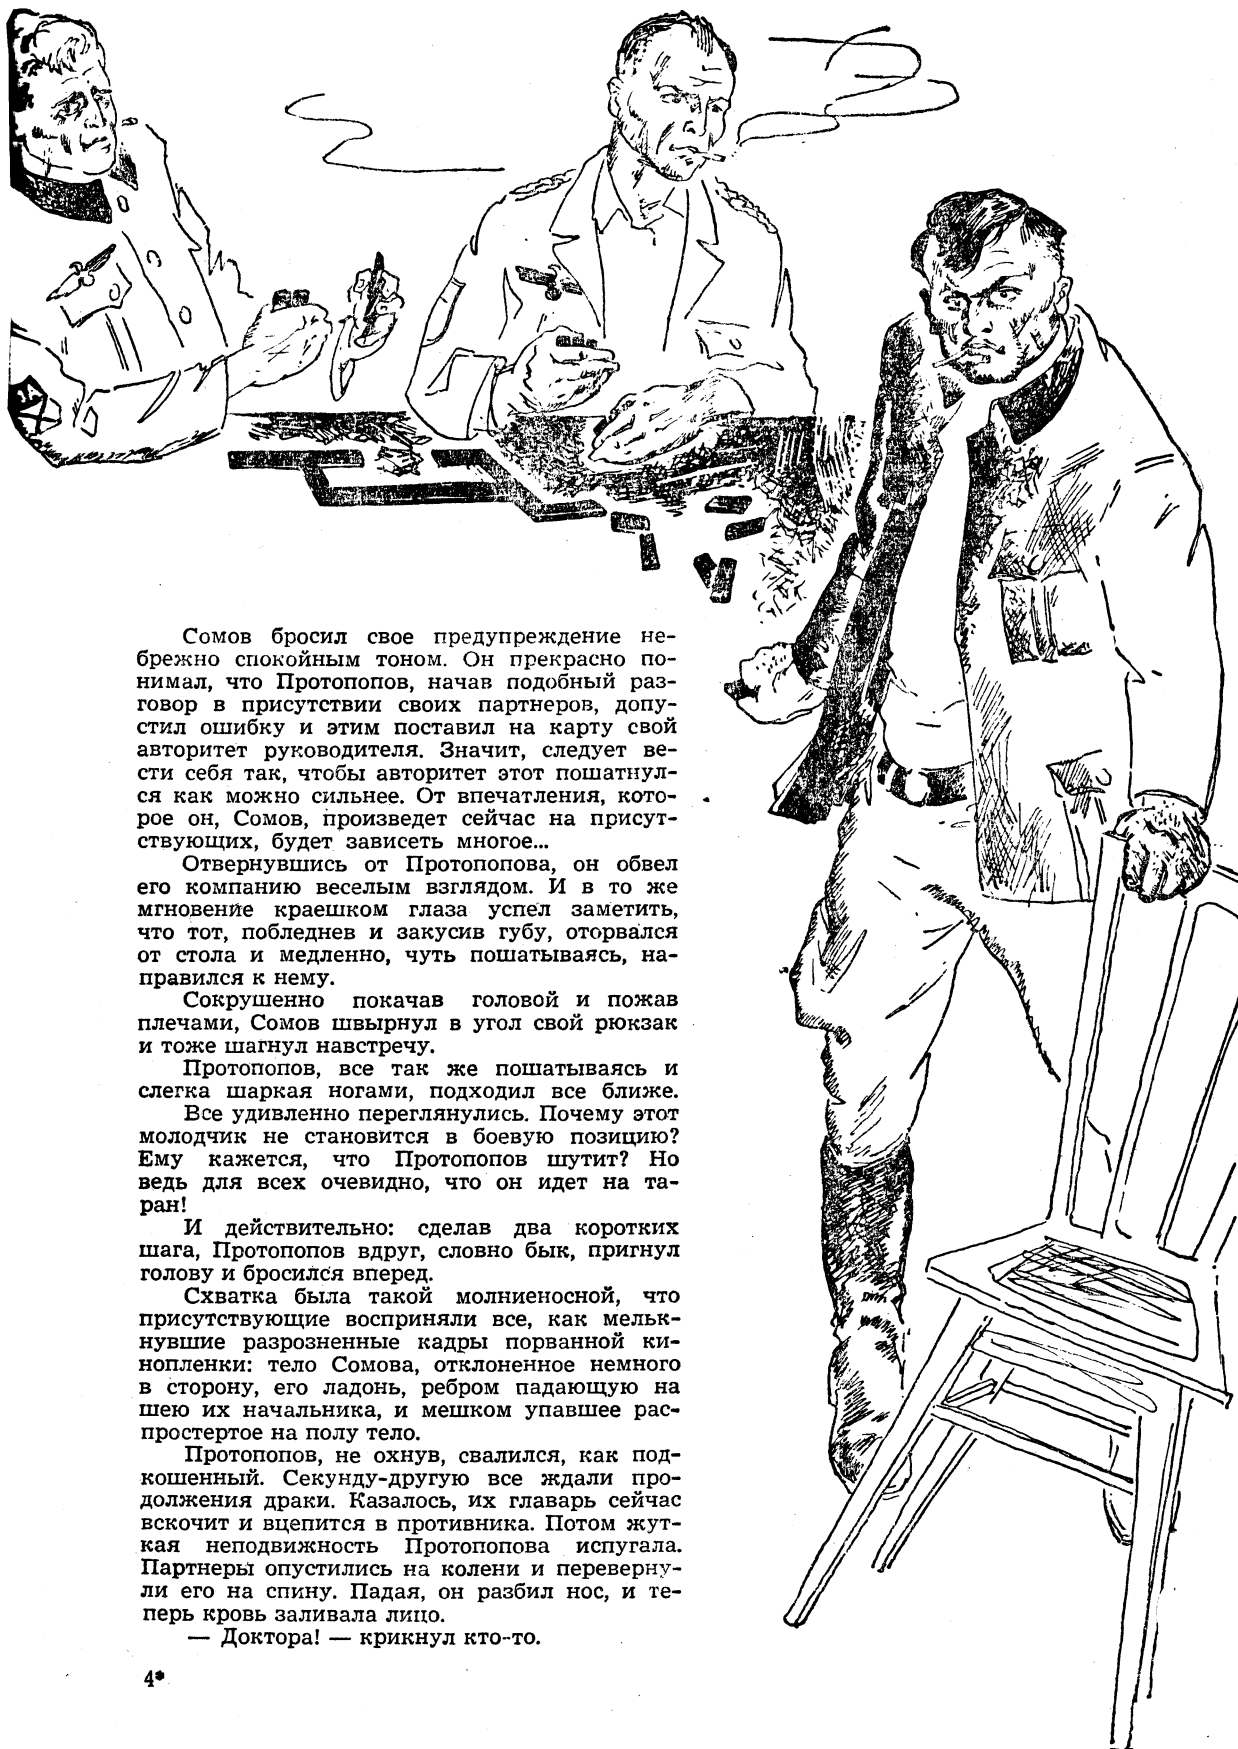 Сомов бросил свое предупреждение не-
брежно спокойным тоном. Он прекрасно по-
нимал, что Протопопов, начав подобный раз-
говор в присутствии своих партнеров, допу-
стил ошибку и этим поставил на карту свой
авторитет руководителя. Значит, следует ве-
сти себя так, чтобы авторитет этот пошатнул-
ся как можно сильнее. От впечатления, кото-
рое он, Сомов, произведет сейчас на присут-
ствующих, будет зависеть многое...
Отвернувшись от Протопопова, он обвел
его компанию веселым взглядом. И в то же
мгновение краешком глаза успел заметить,
что тот, побледнев и закусив губу, оторвался
от стола и медленно, чуть пошатываясь, на-
правился к нему.
Сокрушенно покачав головой и пожав
плечами, Сомов швырнул в угол свой рюкзак
и тоже шагнул навстречу.
Протопопов, все так же пошатываясь и
слегка шаркая ногами, подходил все ближе.
Все удивленно переглянулись. Почему этот
молодчик не становится в боевую позицию?
Ему кажется, что Протопопов шутит? Но
ведь для всех очевидно, что он идет на та-
ран!
И действительно: сделав два коротких
шага, Протопопов вдруг, словно бык, пригнул
голову и бросился вперед.
Схватка была такой молниеносной, что
присутствующие восприняли все, как мельк-
нувшие разрозненные кадры порванной ки-
нопленки: тело Сомова, отклоненное немного
в сторону, его ладонь, ребром падающую на
шею их начальника, и мешком упавшее рас-
простертое на полу тело.
Протопопов, не охнув, свалился, как под-
кошенный. Секунду-другую все ждали про-
должения драки. Казалось, их главарь сейчас
вскочит и вцепится в противника. Потом жут-
кая неподвижность Протопопова испугала.
Партнеры опустились на колени и переверну-
ли его на спину. Падая, он разбил нос, и те-
перь кровь заливала лицо.
— Доктора! — крикнул кто-то.
4*